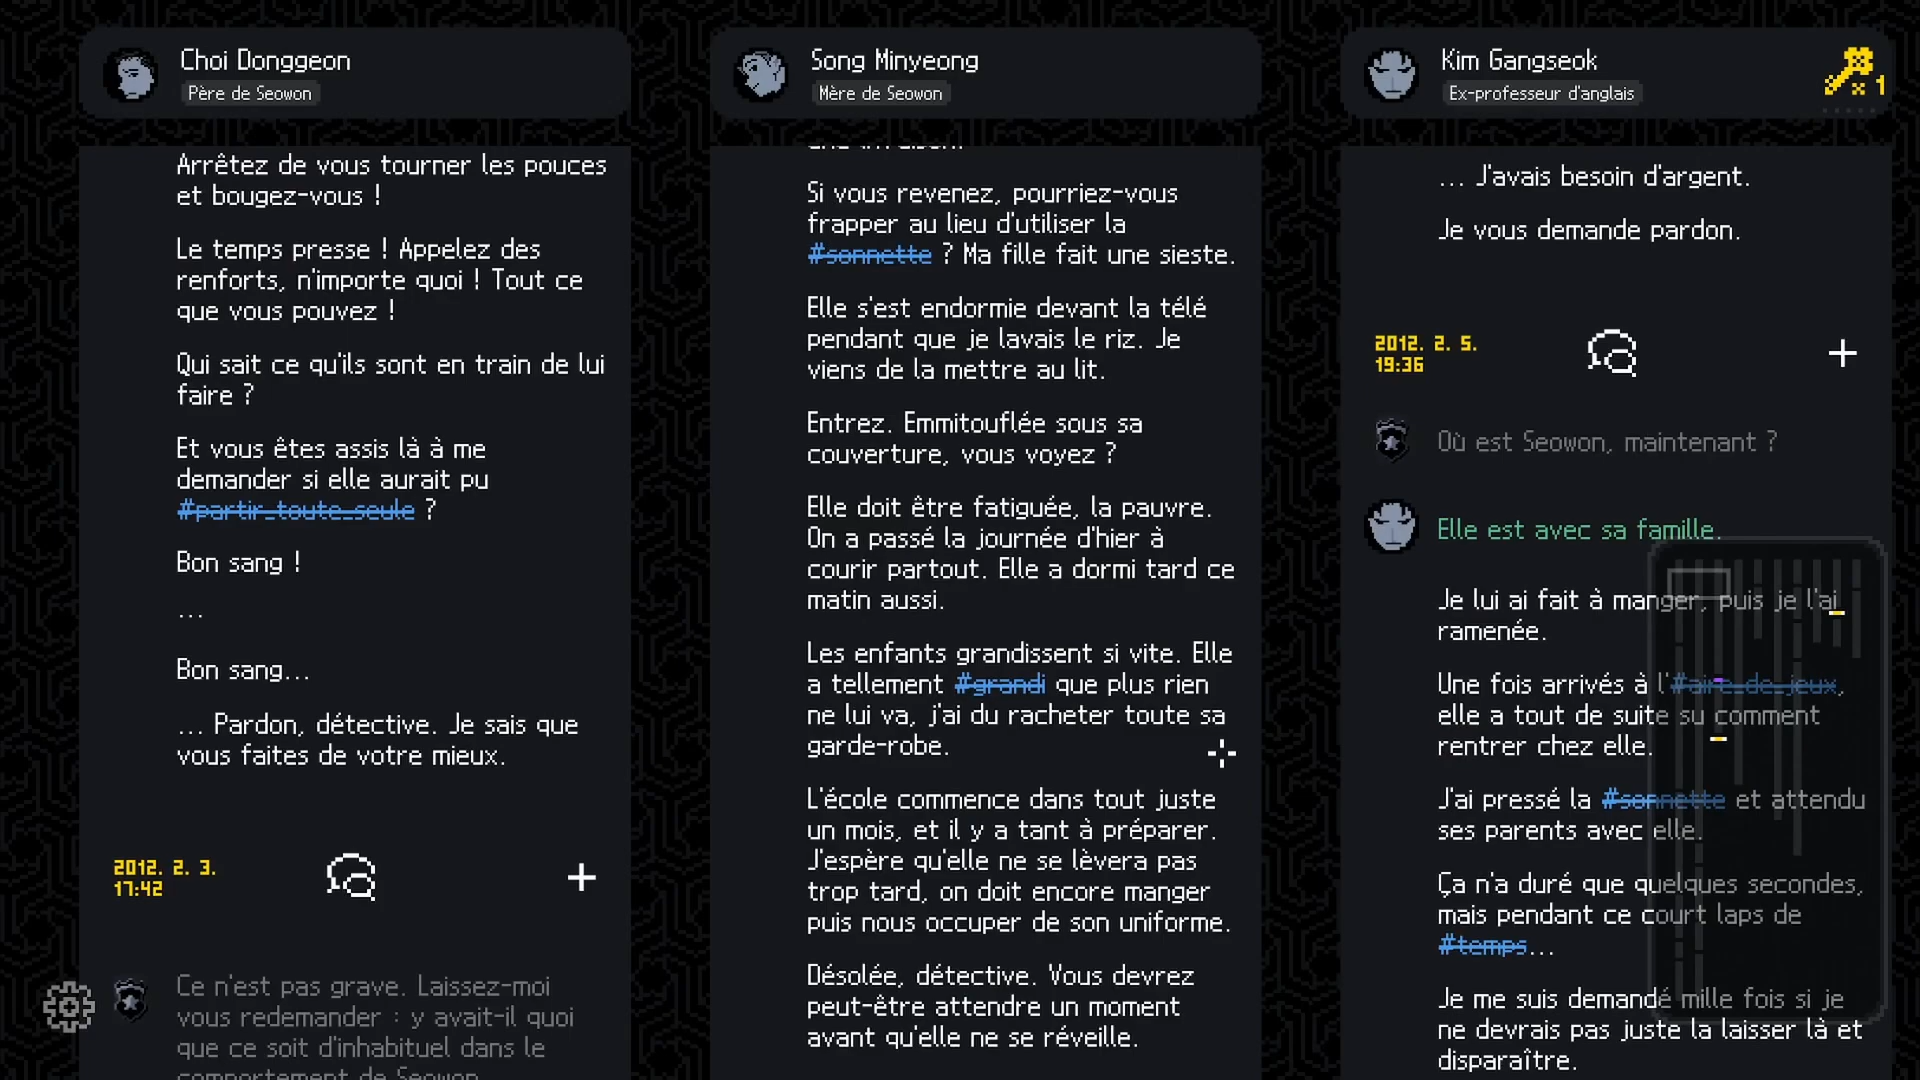 Choi Donggeon
Père de Seowon
Arrêtez de vous tourner les pouces
et bougez-vous !
Le temps presse ! Appelez des
renforts, n'importe quoi ! Tout ce
que vous pouvez !
Qui sait ce qu'ils sont en train de lui
faire ?
Et vous êtes assis là à me
demander si elle aurait pu
#partir_toute_seule ?
Bon sang !
...
Bon sang...
... Pardon, détective. Je sais que
vous faites de votre mieux.
2012. 2. 3.
17:42
Ce n'est pas grave. Laissez-moi
vous redemander : y avait-il quoi
que ce soit d'inhabituel dans le
comportement de Seowon
Song Minyeong
Mère de Seowon
Si vous revenez, pourriez-vous
frapper au lieu d'utiliser la
#sonnette ? Ma fille fait une sieste.
Elle s'est endormie devant la télé
pendant que je lavais le riz. Je
viens de la mettre au lit.
Entrez. Emmitouflée sous sa
couverture, vous voyez ?
Elle doit être fatiguée, la pauvre.
On a passé la journée d'hier à
courir partout. Elle a dormi tard ce
matin aussi.
Les enfants grandissent si vite. Elle
a tellement #grandi que plus rien
ne lui va, j'ai du racheter toute sa
garde-robe.
L'école commence dans tout juste
un mois, et il y a tant à préparer.
J'espère qu'elle ne se lèvera pas
trop tard, on doit encore manger
puis nous occuper de son uniforme.
Désolée, détective. Vous devrez
peut-être attendre un moment
avant qu'elle ne se réveille.
Kim Gangseok
Ex-professeur d'anglais
x 1
... J'avais besoin d'argent.
Je vous demande pardon.
2012. 2. 5.
19:36
Où est Seowon, maintenant ?
Elle est avec sa famille.
Je lui ai fait à manger, puis je l'ai
ramenée.
Une fois arrivés à l'#aire_de_jeux,
elle a tout de suite su comment
rentrer chez elle.
J'ai pressé la #sonnette et attendu
ses parents avec elle.
Ça n'a duré que quelques secondes,
mais pendant ce court laps de
#temps...
Je me suis demandé mille fois si je
ne devrais pas juste la laisser là et
disparaître.